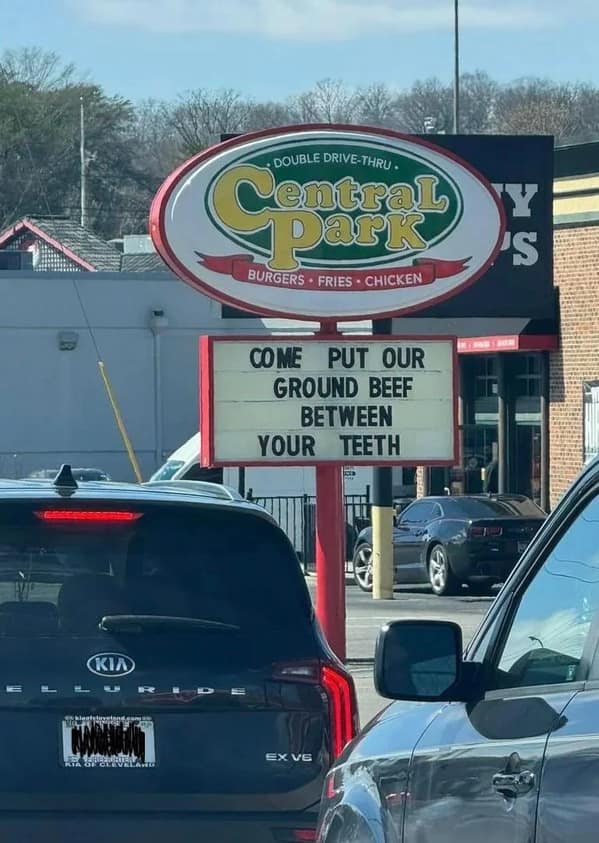 DOUBLE DRIVE-THRU
Central
Park
BURGERS • FRIES • CHICKEN
Y
'S
COME PUT OUR
GROUND BEEF
BETWEEN
YOUR TEETH
KIA
ELLURIDE
EX V6
KIA OF CLEVELAND